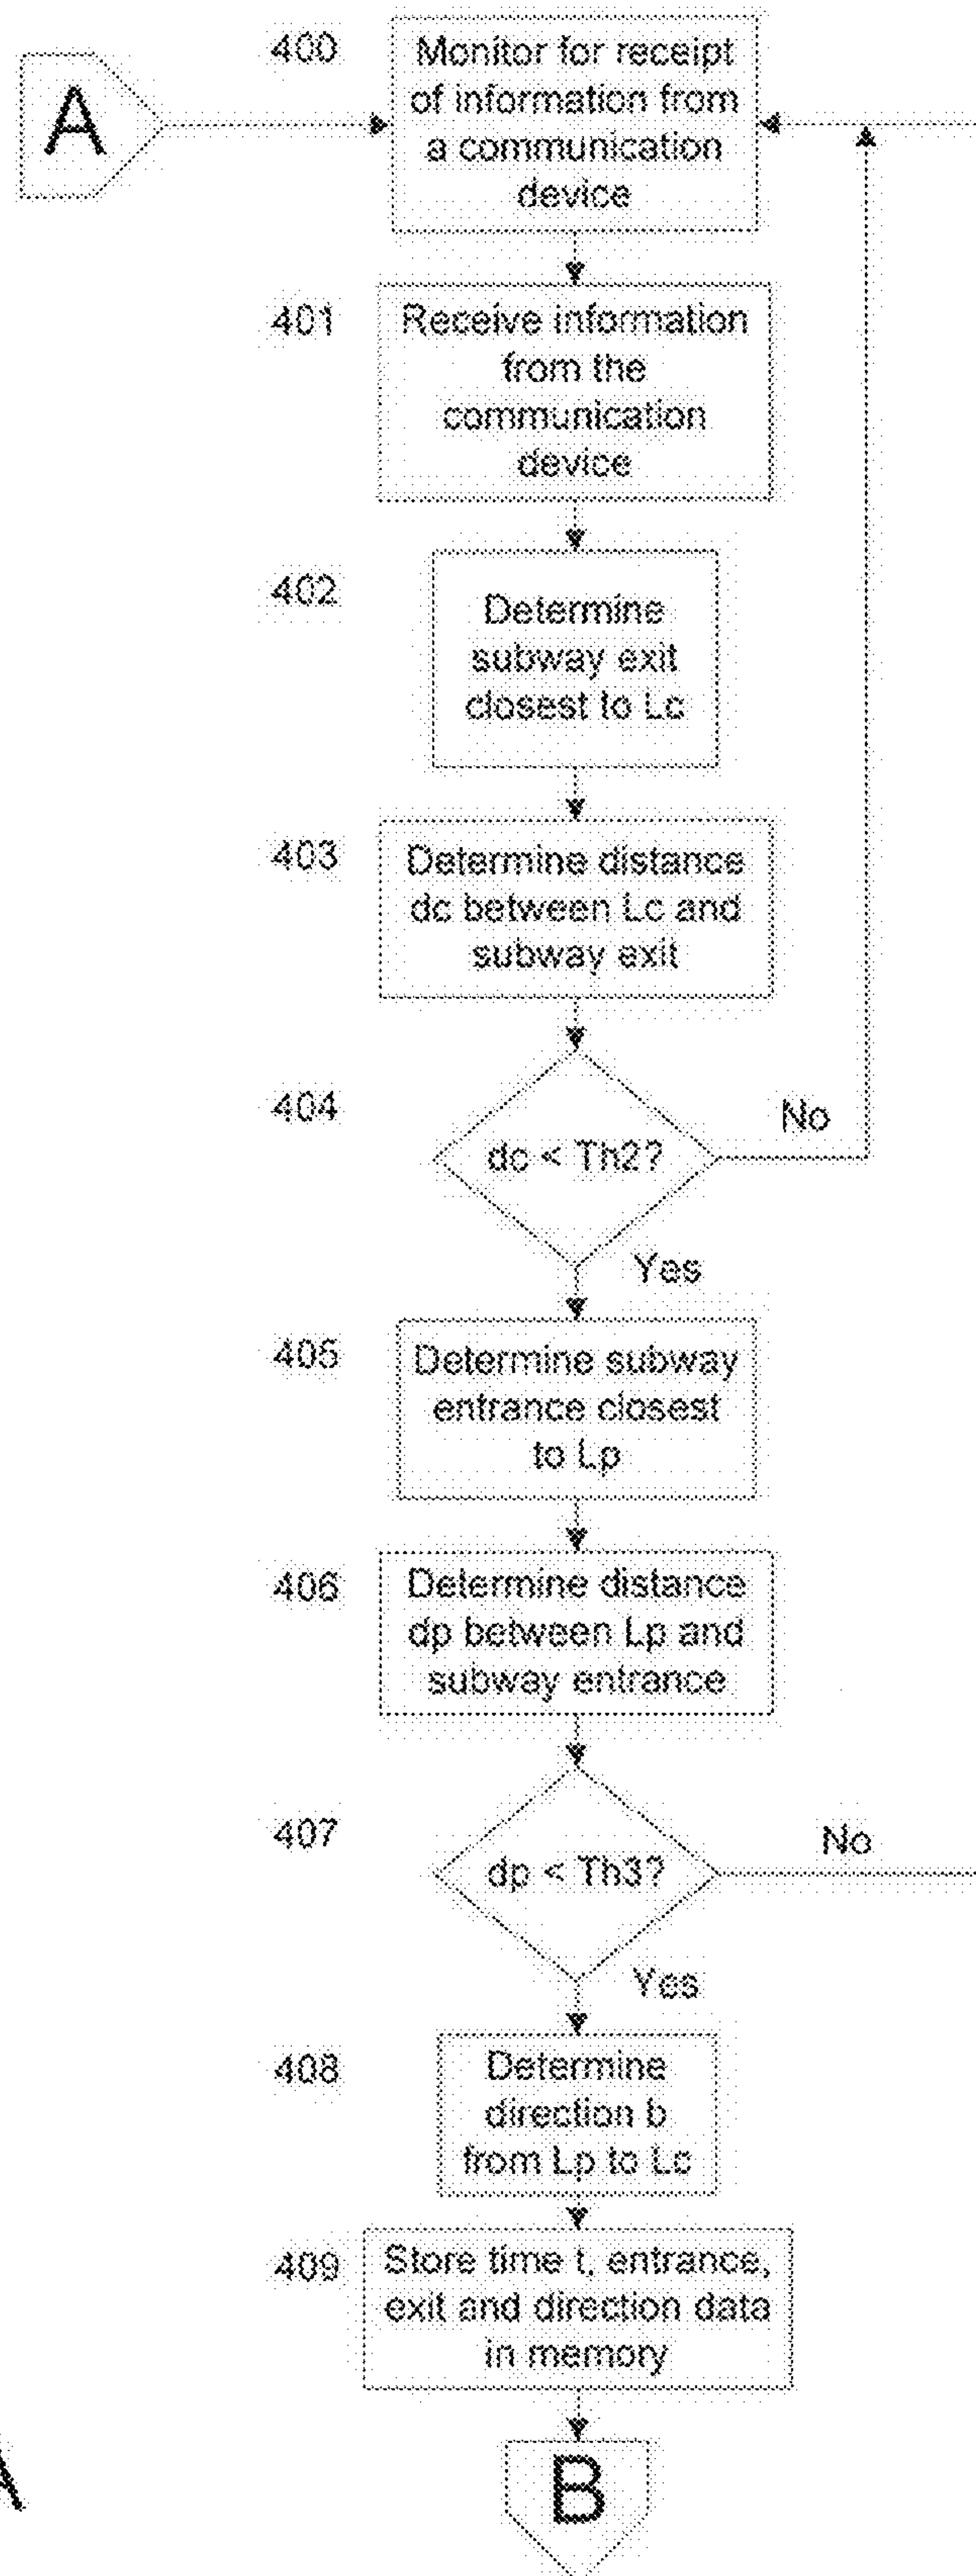 A
400
Monitor for receipt
of information from
a communication
device
401
Receive information
from the
communication
device
402
Determine
subway exit
closest to Lc
403
Determine distance
dc between Lc and
subway exit
404
dc < Th2?
No
Yes
405
Determine subway
entrance closest
to Lp
406
Determine distance
dp between Lp and
subway entrance
407
dp < Th3?
No
Yes
408
Determine
direction b
from Lp to Lc
409
Store time t, entrance,
exit and direction data
in memory
B